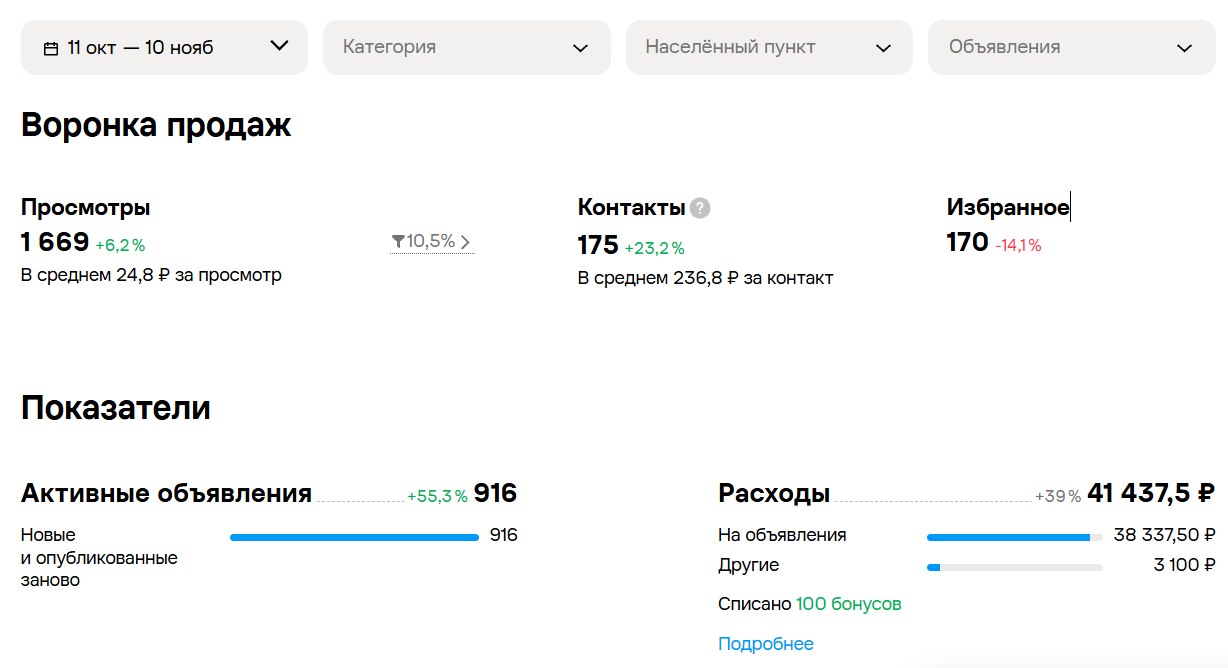 11 окт — 10 нояб
Категория
Населённый пункт
Объявления
Воронка продаж
Просмотры
1 669 +6,2 %
В среднем 24,8 ₽ за просмотр
10,5%
Контакты ?
175 +23,2 %
В среднем 236,8 ₽ за контакт
Избранное
170 -14,1 %
Показатели
Активные объявления +55,3 % 916
Новые
и опубликованные
заново
916
Расходы +39 % 41 437,5 ₽
На объявления 38 337,50 ₽
Другие 3 100 ₽
Списано 100 бонусов
Подробнее